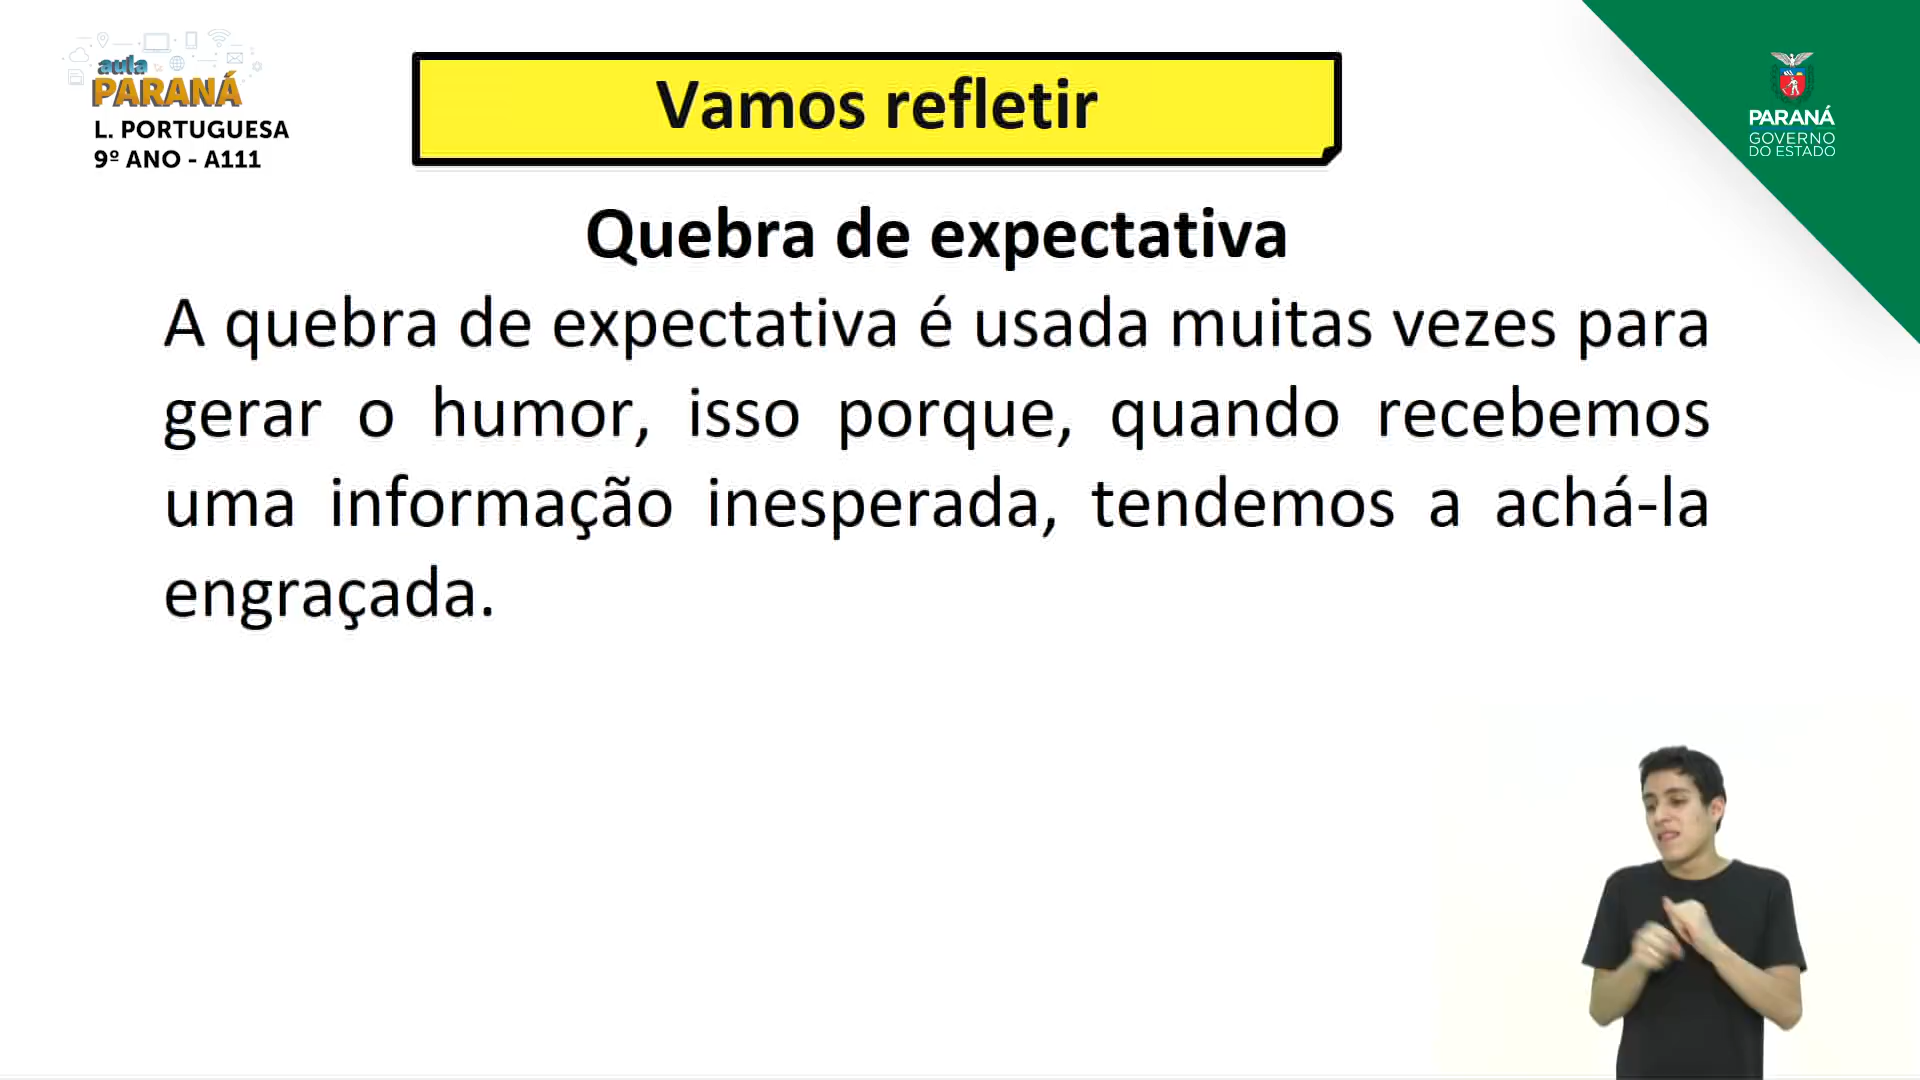 aula
PARANÁ
L. PORTUGUESA
9º ANO - A111
Vamos refletir
PARANÁ
GOVERNO
DO ESTADO
Quebra de expectativa
A quebra de expectativa é usada muitas vezes para
gerar o humor, isso porque, quando recebemos
uma informação inesperada, tendemos a achá-la
engraçada.